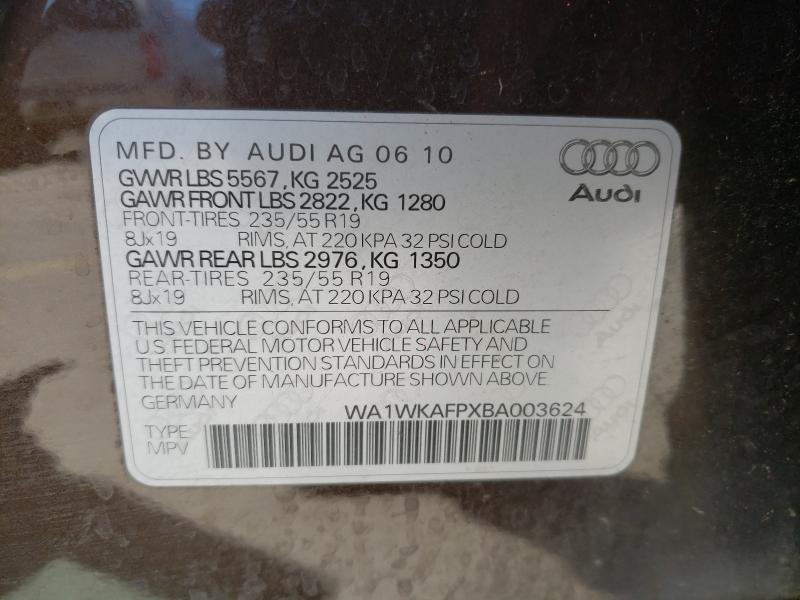 MFD. BY AUDI AG 06 10
GVWR LBS 5567, KG 2525
GAWR FRONT LBS 2822, KG 1280
FRONT-TIRES 235/55 R19
8Jx19 RIMS, AT 220 KPA 32 PSI COLD
GAWR REAR LBS 2976, KG 1350
REAR-TIRES 235/55 R19
8Jx19 RIMS, AT 220 KPA 32 PSI COLD
Audi
THIS VEHICLE CONFORMS TO ALL APPLICABLE
U.S. FEDERAL MOTOR VEHICLE SAFETY AND
THEFT PREVENTION STANDARDS IN EFFECT ON
THE DATE OF MANUFACTURE SHOWN ABOVE.
GERMANY WA1WKAFPXBA003624
TYPE
MPV